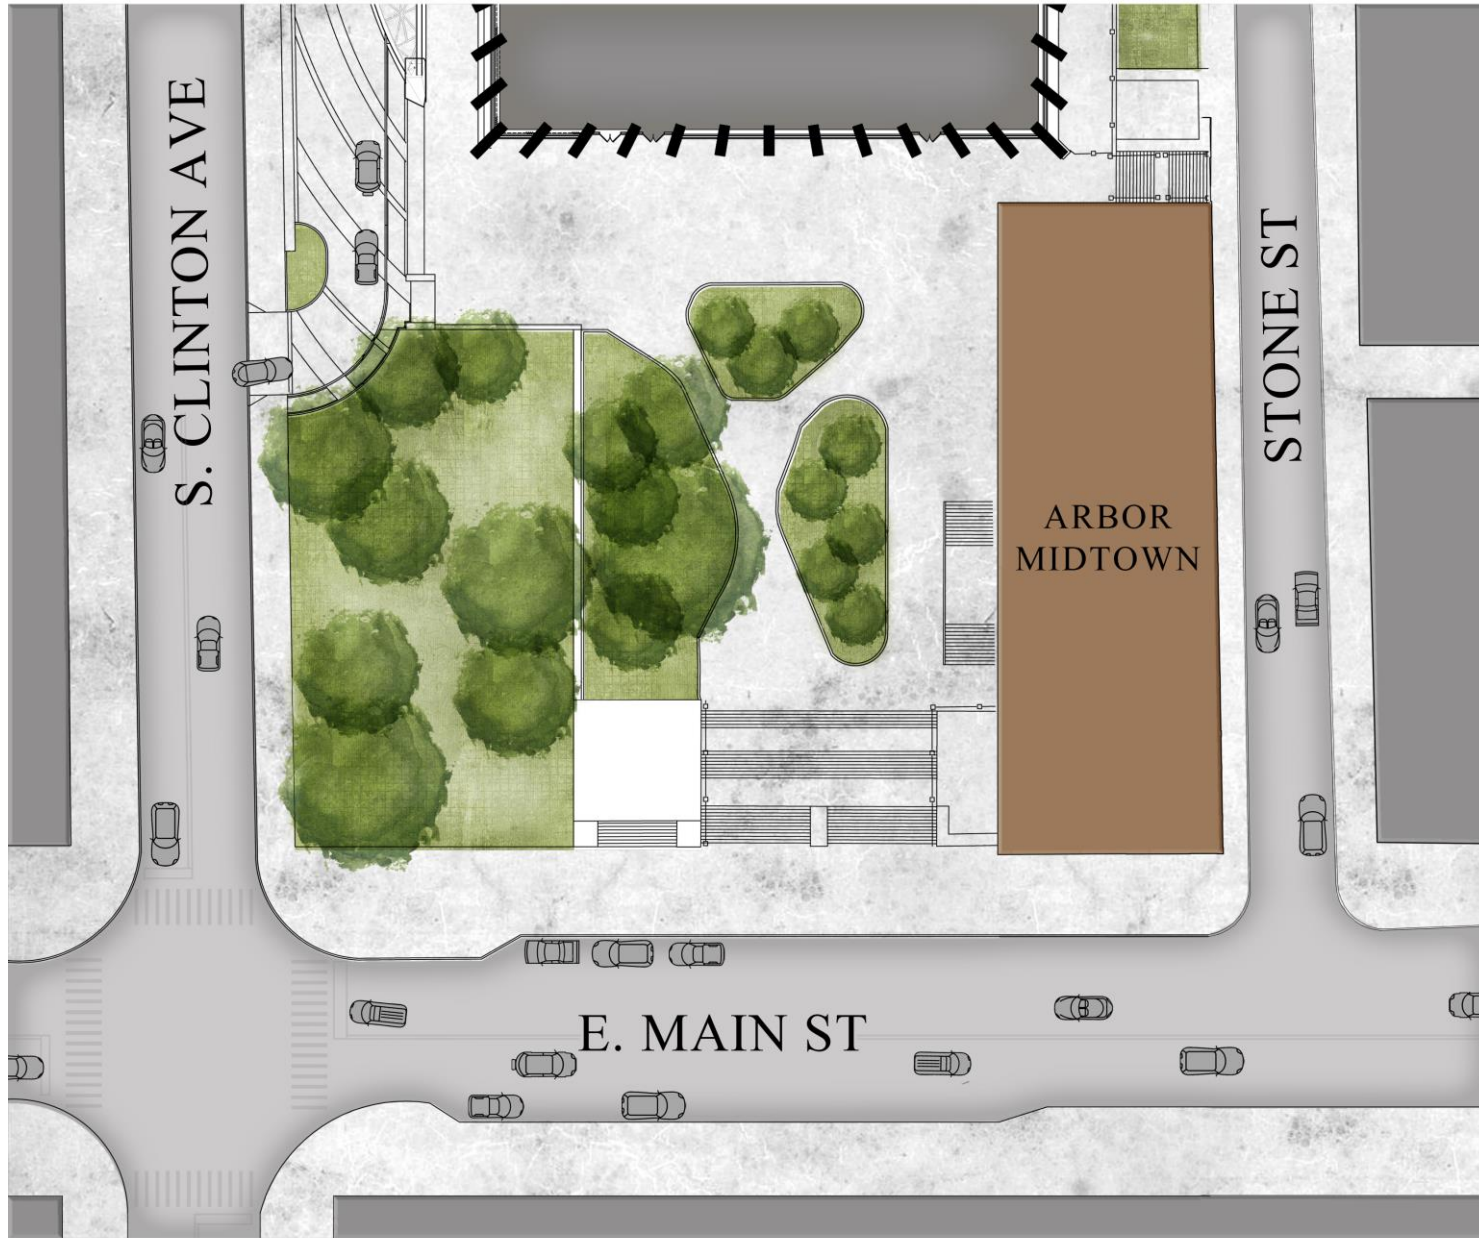 S. CLINTON AVE
STONE ST
ARBOR
MIDTOWN
E. MAIN ST